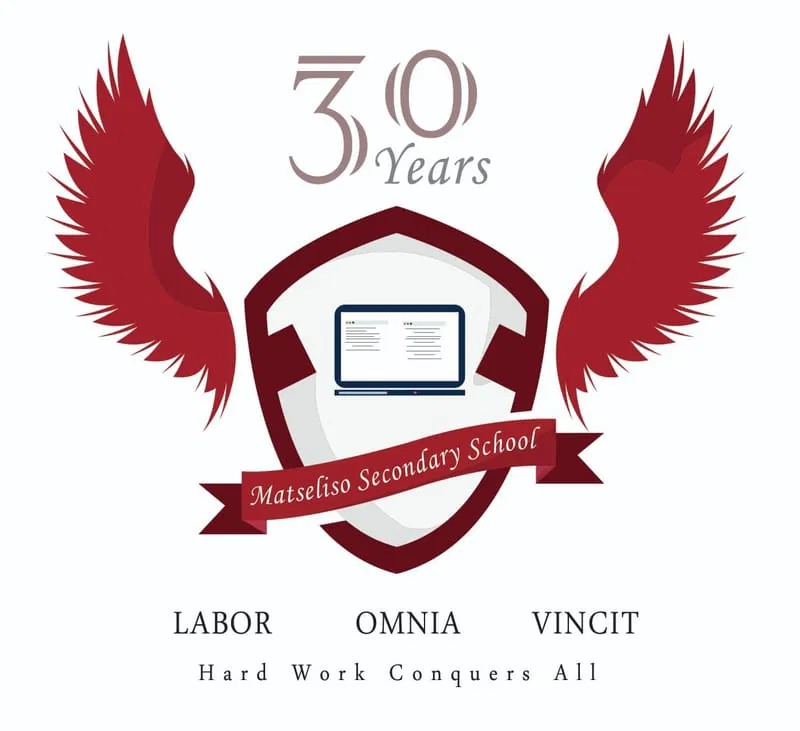 30
Years
Matseliso Secondary School
LABOR OMNIA VINCIT
Hard Work Conquers All